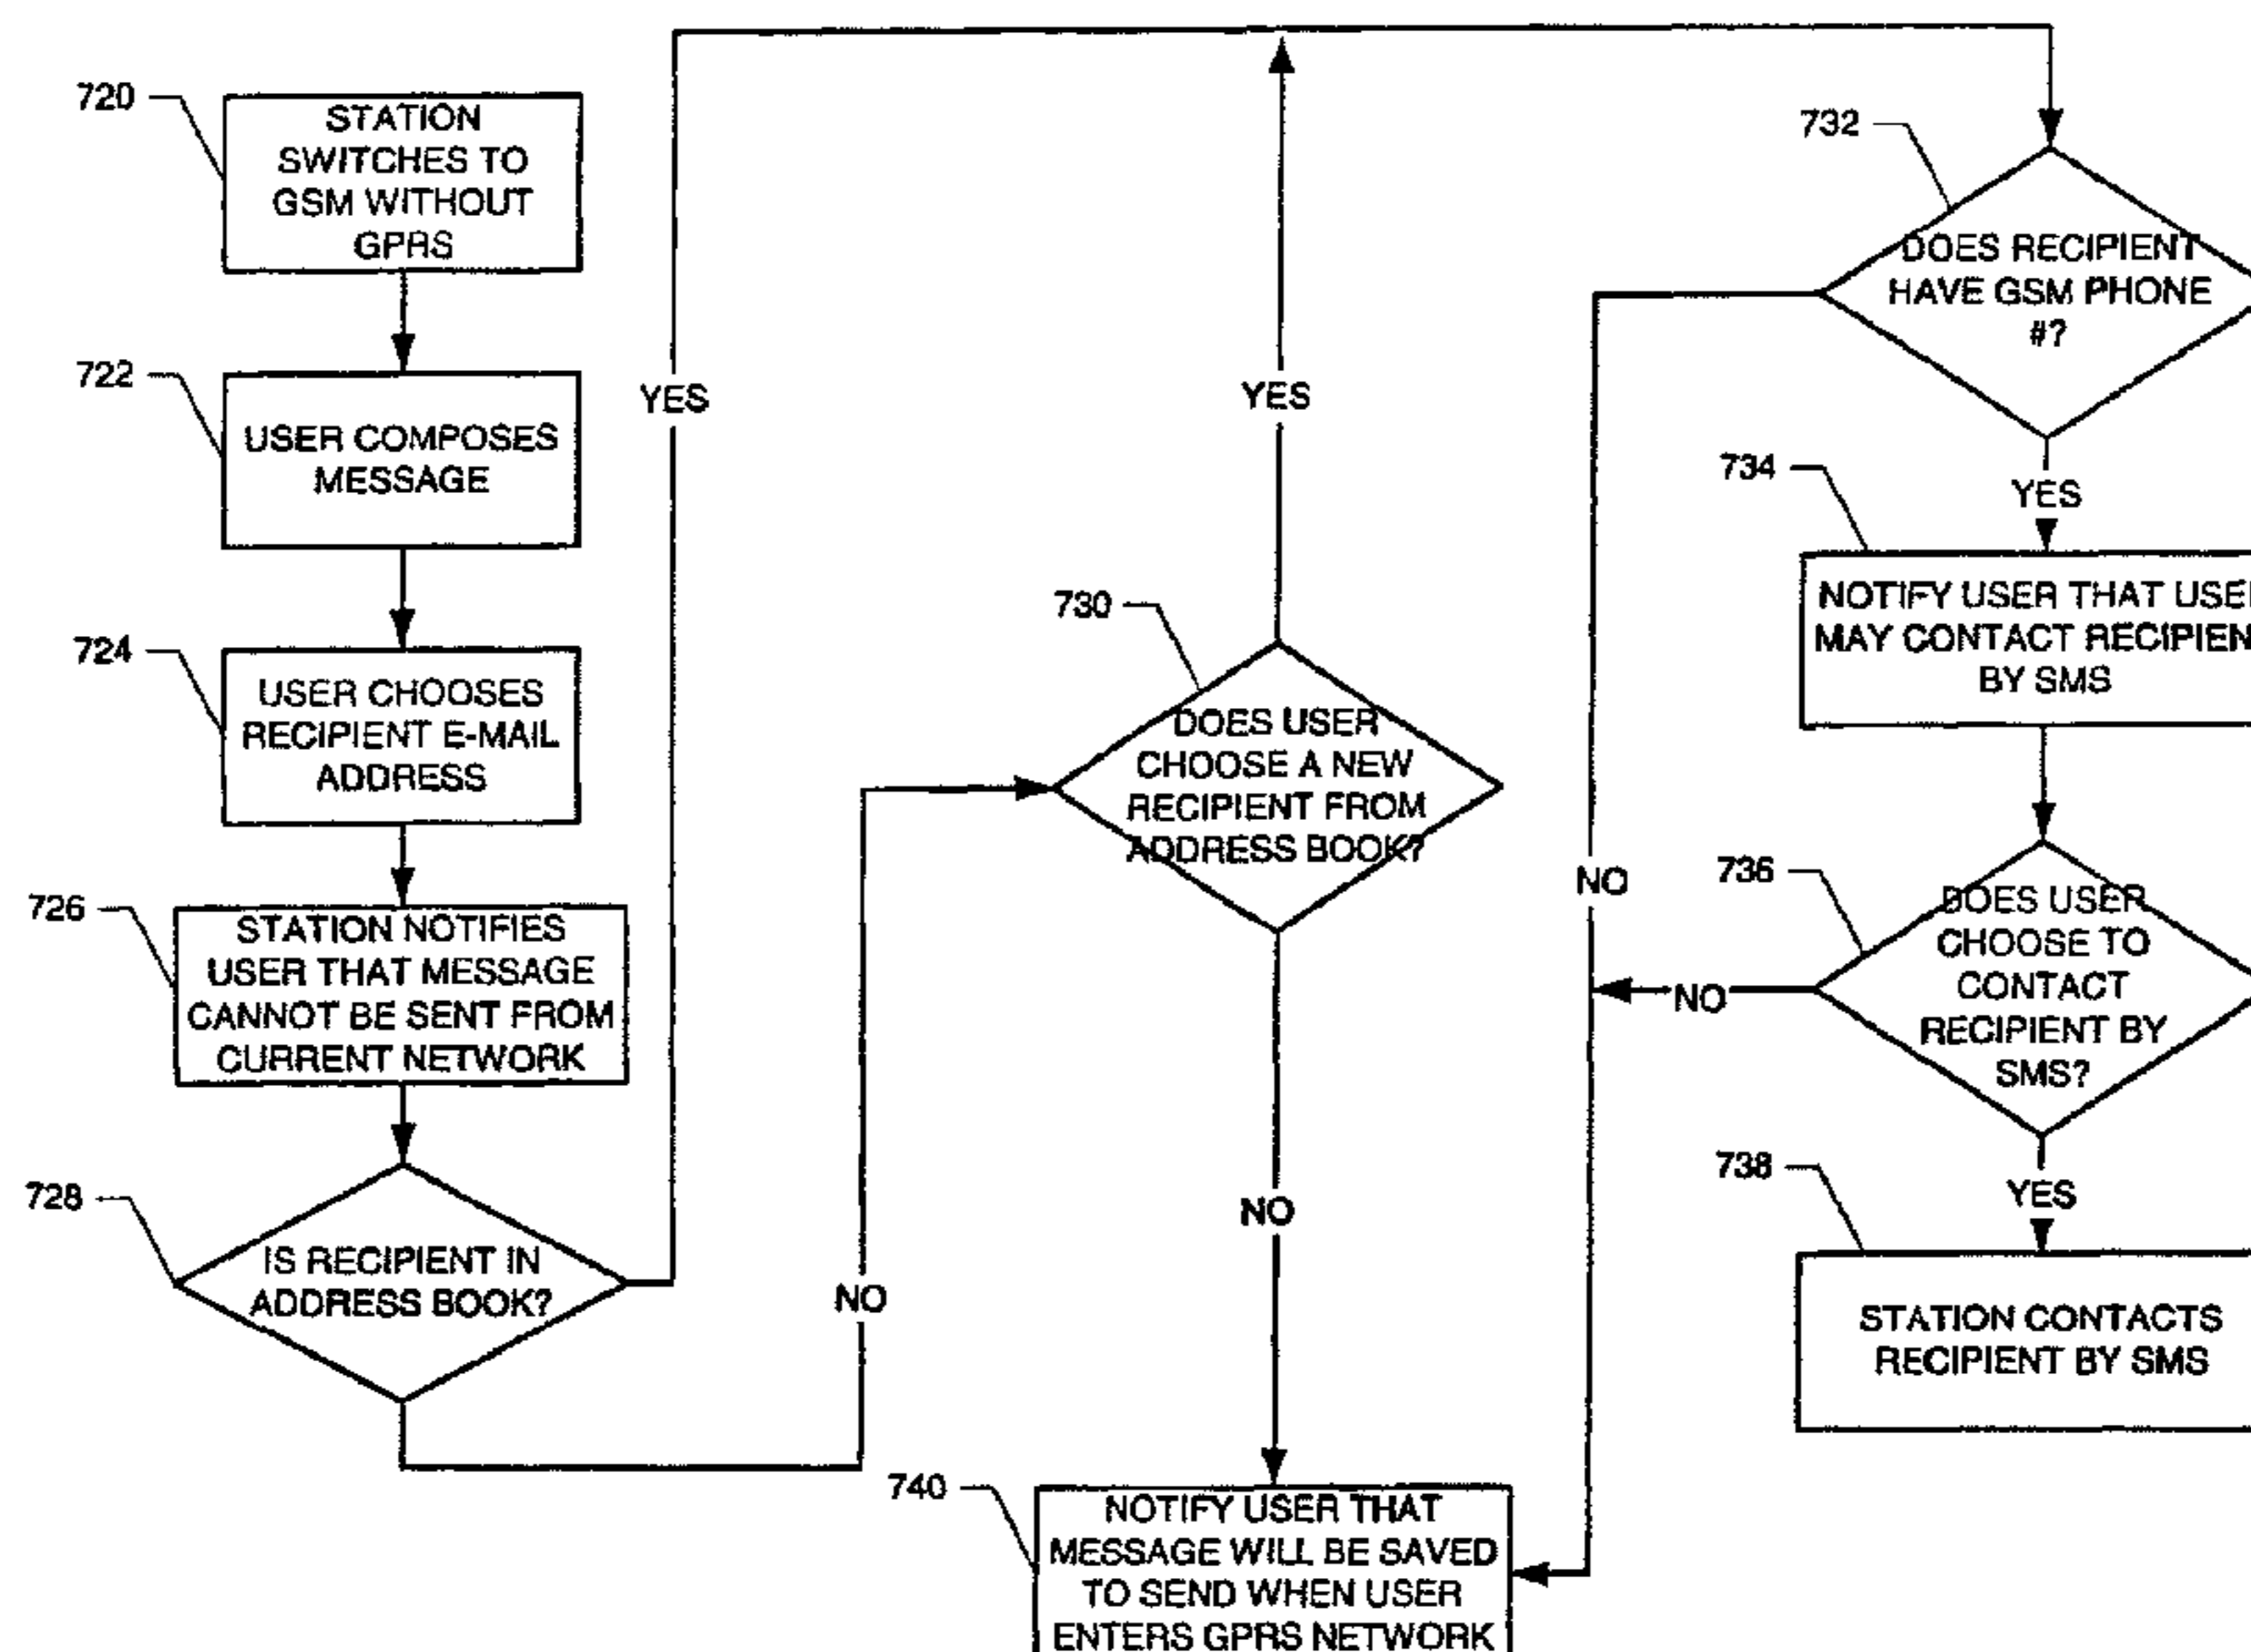 720
STATION
SWITCHES TO
GSM WITHOUT
GPRS
722
USER COMPOSES
MESSAGE
724
USER CHOOSES
RECIPIENT E-MAIL
ADDRESS
726
STATION NOTIFIES
USER THAT MESSAGE
CANNOT BE SENT FROM
CURRENT NETWORK
728
IS RECIPIENT IN
ADDRESS BOOK?
YES
NO
730
DOES USER
CHOOSE A NEW
RECIPIENT FROM
ADDRESS BOOK?
YES
NO
732
DOES RECIPIENT
HAVE GSM PHONE
#?
NO
YES
734
NOTIFY USER THAT USE
MAY CONTACT RECIPIEN
BY SMS
736
DOES USER
CHOOSE TO
CONTACT
RECIPIENT BY
SMS?
NO
YES
738
STATION CONTACTS
RECIPIENT BY SMS
740
NOTIFY USER THAT
MESSAGE WILL BE SAVED
TO SEND WHEN USER
ENTERS GPRS NETWORK